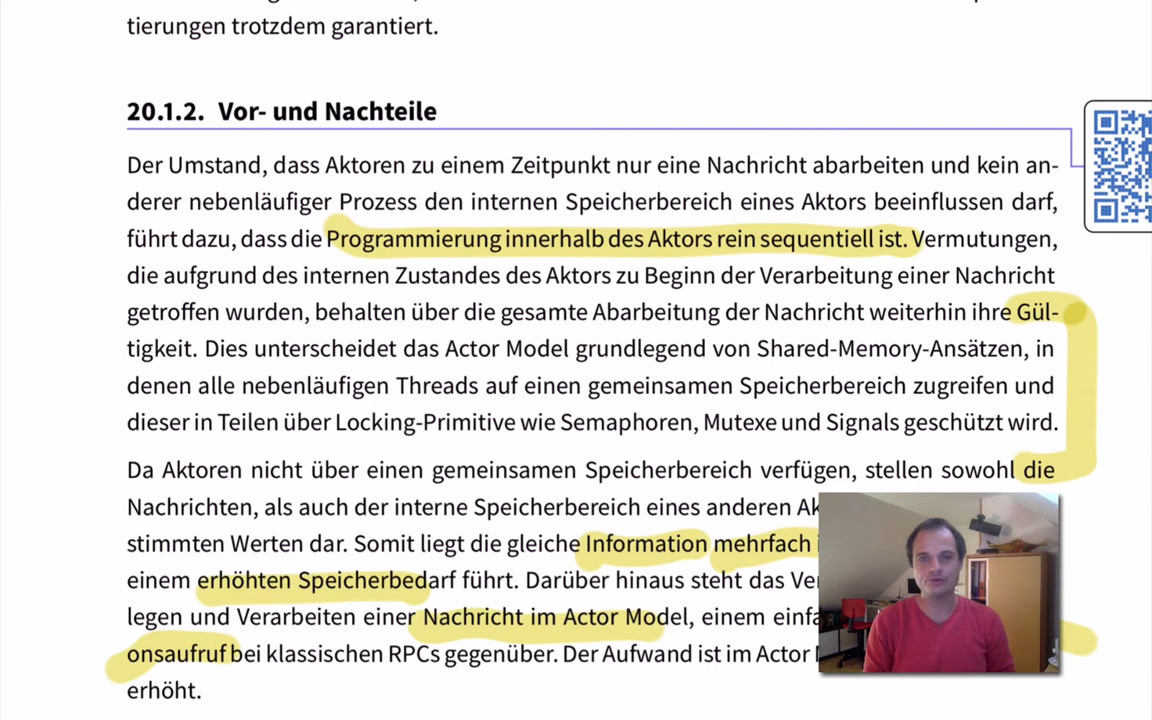 tierungen trotzdem garantiert.
20.1.2. Vor- und Nachteile
Der Umstand, dass Aktoren zu einem Zeitpunkt nur eine Nachricht abarbeiten und kein an-
derer nebenläufiger Prozess den internen Speicherbereich eines Aktors beeinflussen darf,
führt dazu, dass die Programmierung innerhalb des Aktors rein sequentiell ist. Vermutungen,
die aufgrund des internen Zustandes des Aktors zu Beginn der Verarbeitung einer Nachricht
getroffen wurden, behalten über die gesamte Abarbeitung der Nachricht weiterhin ihre Gül-
tigkeit. Dies unterscheidet das Actor Model grundlegend von Shared-Memory-Ansätzen, in
denen alle nebenläufigen Threads auf einen gemeinsamen Speicherbereich zugreifen und
dieser in Teilen über Locking-Primitive wie Semaphoren, Mutexe und Signals geschützt wird.
Da Aktoren nicht über einen gemeinsamen Speicherbereich verfügen, stellen sowohl die
Nachrichten, als auch der interne Speicherbereich eines anderen Ak
stimmten Werten dar. Somit liegt die gleiche Information mehrfach
einem erhöhten Speicherbedarf führt. Darüber hinaus steht das Ve
legen und Verarbeiten einer Nachricht im Actor Model, einem einfa
onsaufruf bei klassischen RPCs gegenüber. Der Aufwand ist im Actor
erhöht.